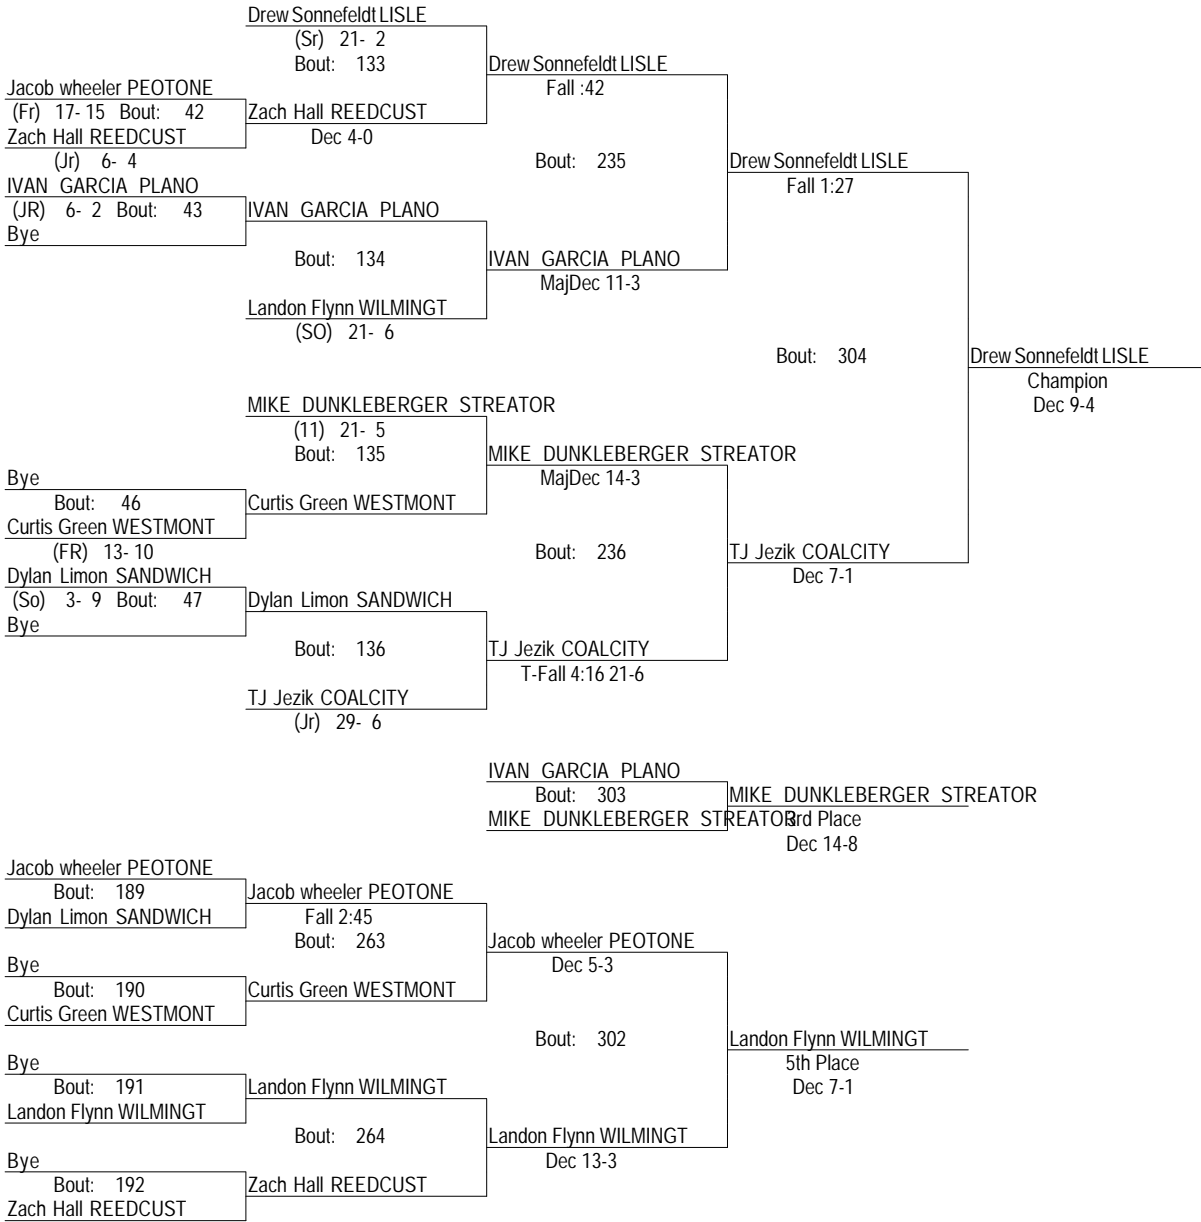 Drew Sonnefeldt LISLE
(Sr) 21- 2
Bout: 133
Drew Sonnefeldt LISLE
Jacob wheeler PEOTONE
Fall :42
(Fr) 17- 15 Bout: 42
Zach Hall REEDCUST
Zach Hall REEDCUST
Dec 4-0
(Jr) 6- 4
Bout: 235
Drew Sonnefeldt LISLE
IVAN GARCIA PLANO
Fall 1:27
(JR) 6- 2 Bout: 43
IVAN GARCIA PLANO
Bye
Bout: 134
IVAN GARCIA PLANO
MajDec 11-3
Landon Flynn WILMINGT
(SO) 21- 6
Bout: 304
Drew Sonnefeldt LISLE
Champion
Dec 9-4
MIKE DUNKLEBERGER STREATOR
(11) 21- 5
Bout: 135
MIKE DUNKLEBERGER STREATOR
Bye
MajDec 14-3
Bout: 46
Curtis Green WESTMONT
Curtis Green WESTMONT
(FR) 13- 10
Bout: 236
TJ Jezik COALCITY
Dylan Limon SANDWICH
Dec 7-1
(So) 3- 9 Bout: 47
Dylan Limon SANDWICH
Bye
Bout: 136
TJ Jezik COALCITY
T-Fall 4:16 21-6
TJ Jezik COALCITY
(Jr) 29- 6
IVAN GARCIA PLANO
Bout: 303
MIKE DUNKLEBERGER STREATOR
MIKE DUNKLEBERGER STREATOR
3rd Place
Dec 14-8
Jacob wheeler PEOTONE
Bout: 189
Jacob wheeler PEOTONE
Dylan Limon SANDWICH
Fall 2:45
Bout: 263
Jacob wheeler PEOTONE
Bye
Dec 5-3
Bout: 190
Curtis Green WESTMONT
Curtis Green WESTMONT
Bout: 302
Landon Flynn WILMINGT
Bye
5th Place
Bout: 191
Landon Flynn WILMINGT
Dec 7-1
Landon Flynn WILMINGT
Bout: 264
Landon Flynn WILMINGT
Bye
Dec 13-3
Bout: 192
Zach Hall REEDCUST
Zach Hall REEDCUST